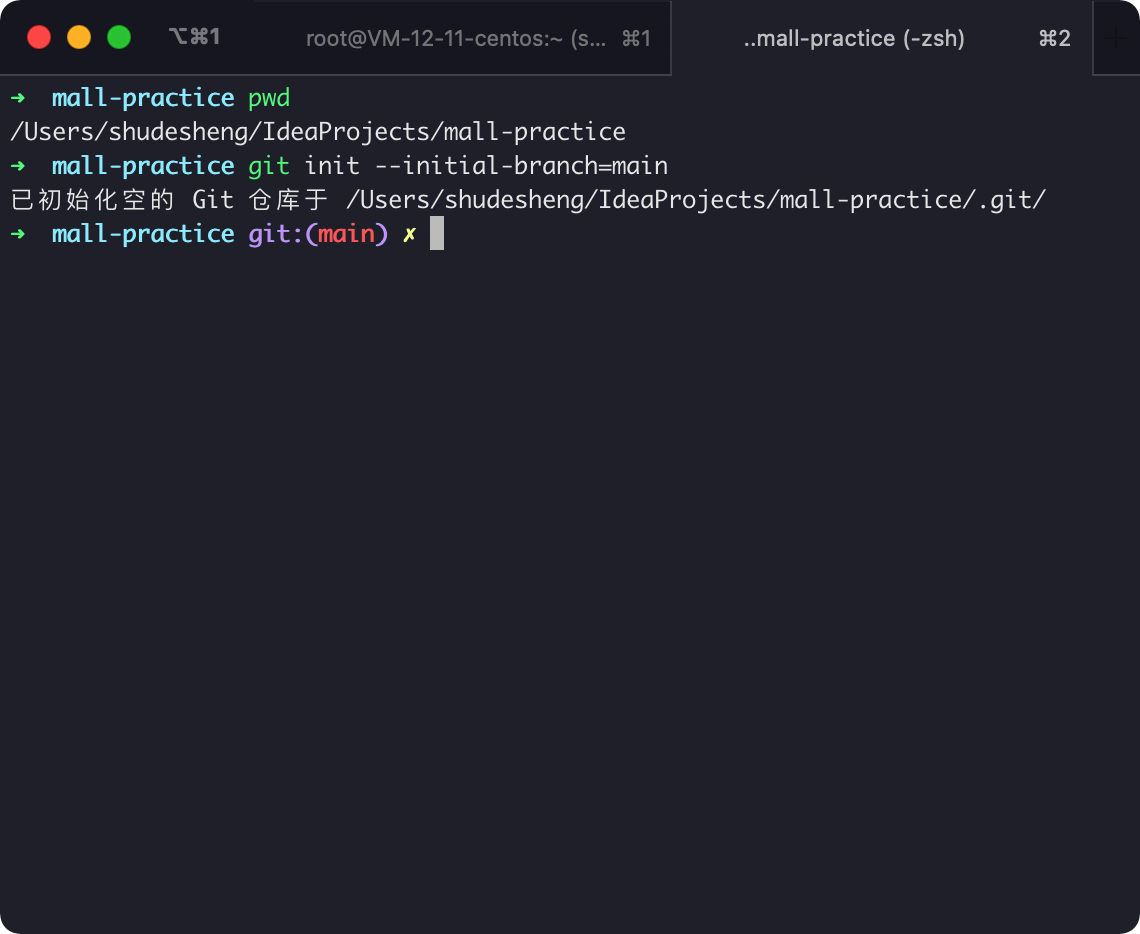 ⌥⌘1 root@VM-12-11-centos:~ (s... ⌘1 ..mall-practice (-zsh) ⌘2
➜ mall-practice pwd
/Users/shudesheng/IdeaProjects/mall-practice
➜ mall-practice git init --initial-branch=main
已初始化空的 Git 仓库于 /Users/shudesheng/IdeaProjects/mall-practice/.git/
➜ mall-practice git:(main) ✗